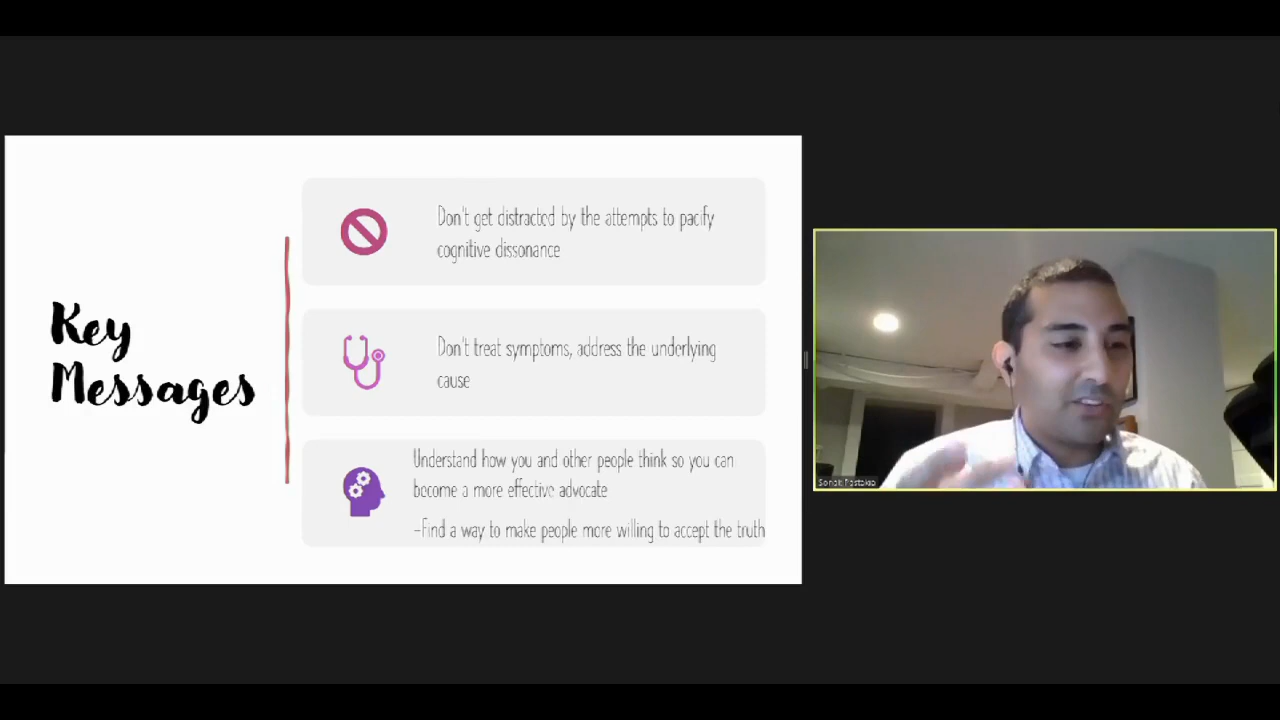 Key
Messages
Don't get distracted by the attempts to pacify
cognitive dissonance
Don't treat symptoms, address the underlying
cause
Understand how you and other people think so you can
become a more effective advocate
-Find a way to make people more willing to accept the truth